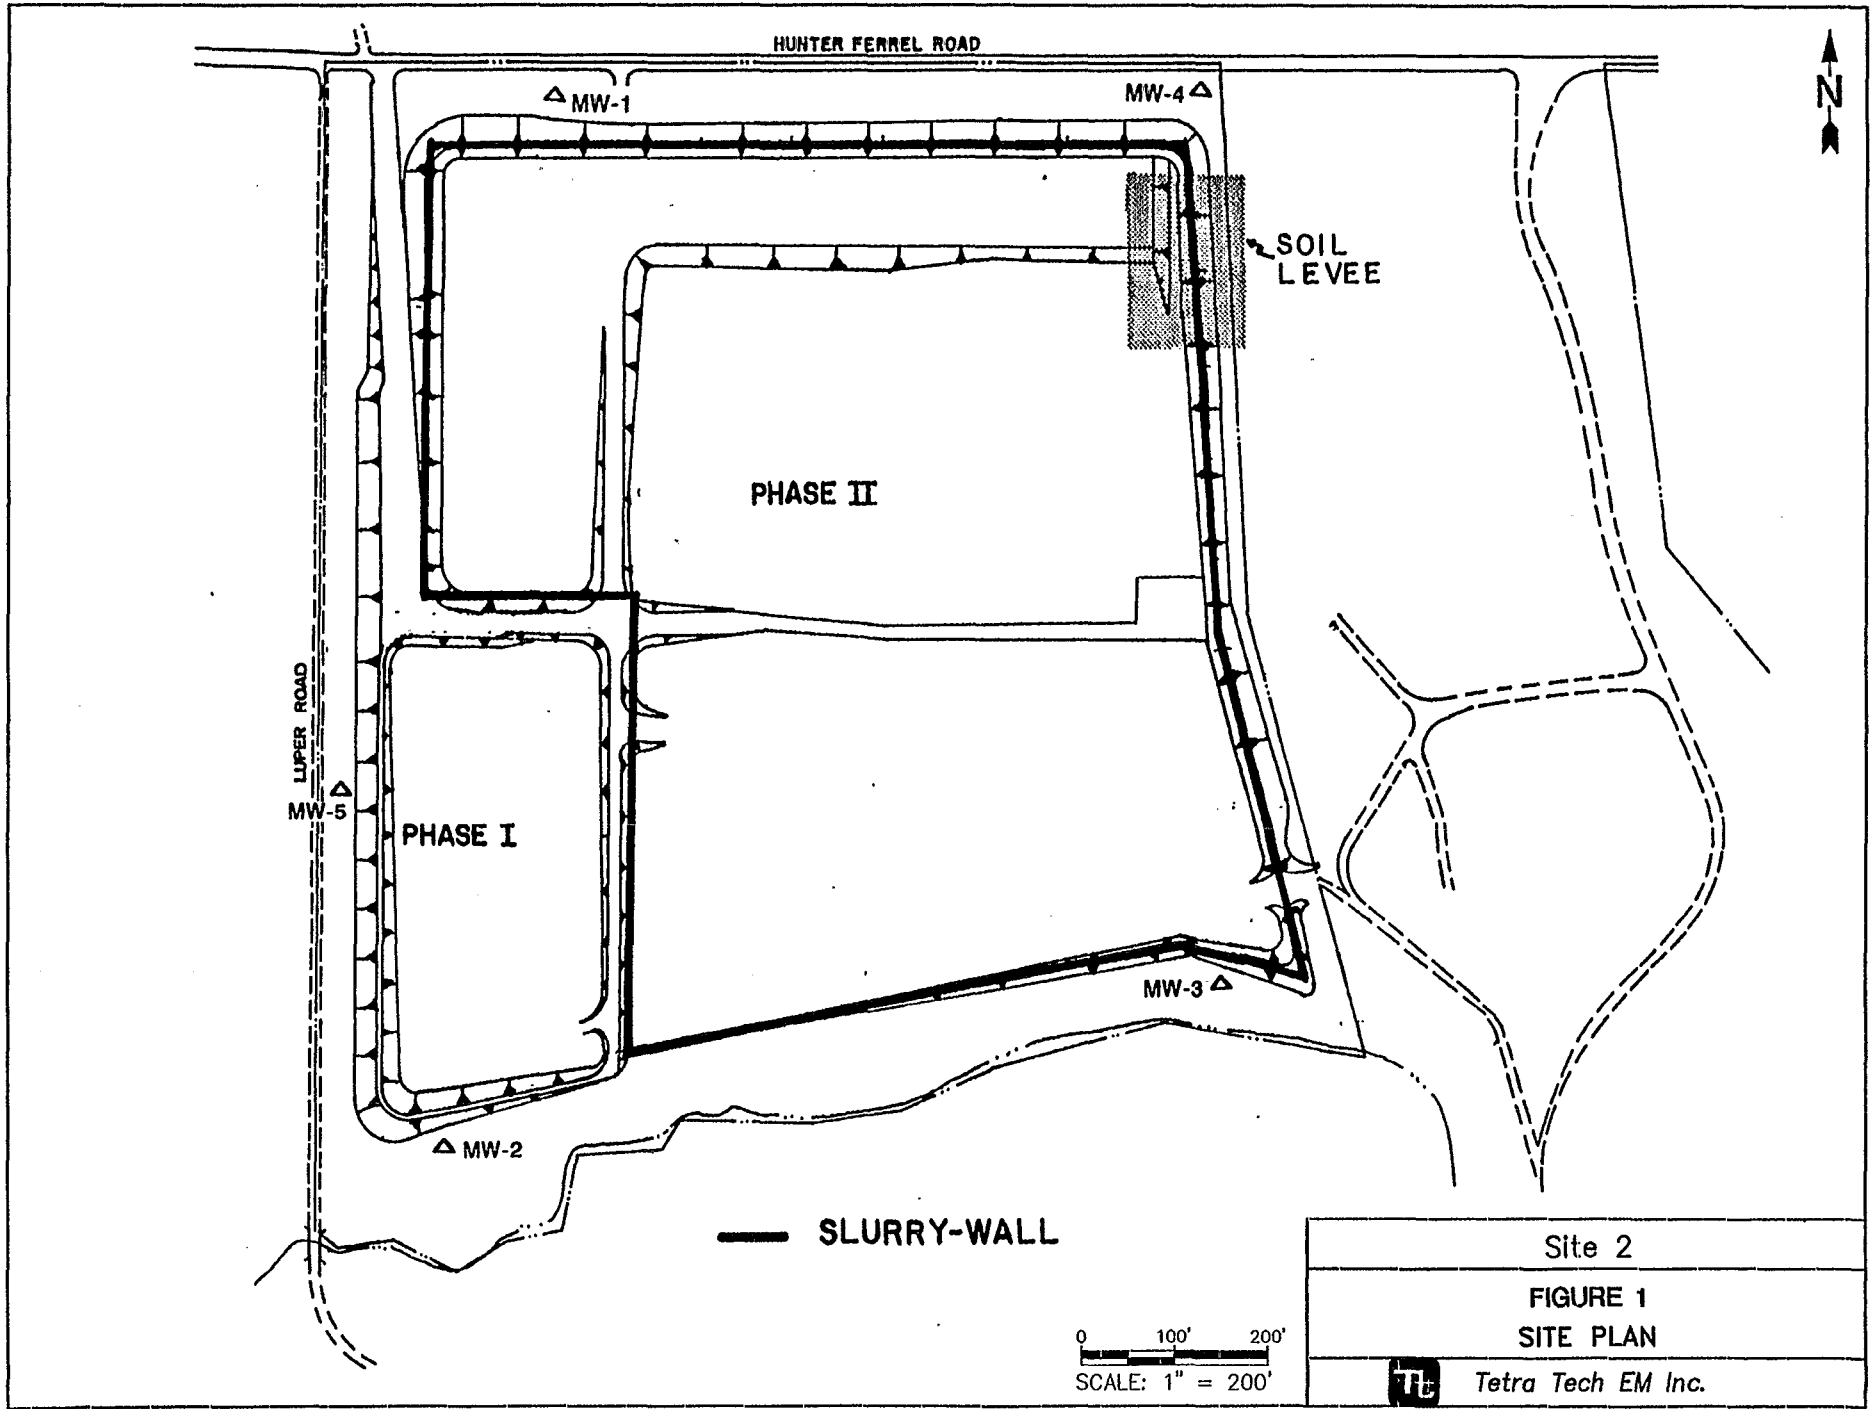 HUNTER FERREL ROAD
N
MW-1
MW-4
SOIL
LEVEE
PHASE II
LUPER ROAD
MW-5
PHASE I
MW-3
MW-2
SLURRY-WALL
0 100' 200'
SCALE: 1" = 200'
Site 2
FIGURE 1
SITE PLAN
Tt Tetra Tech EM Inc.